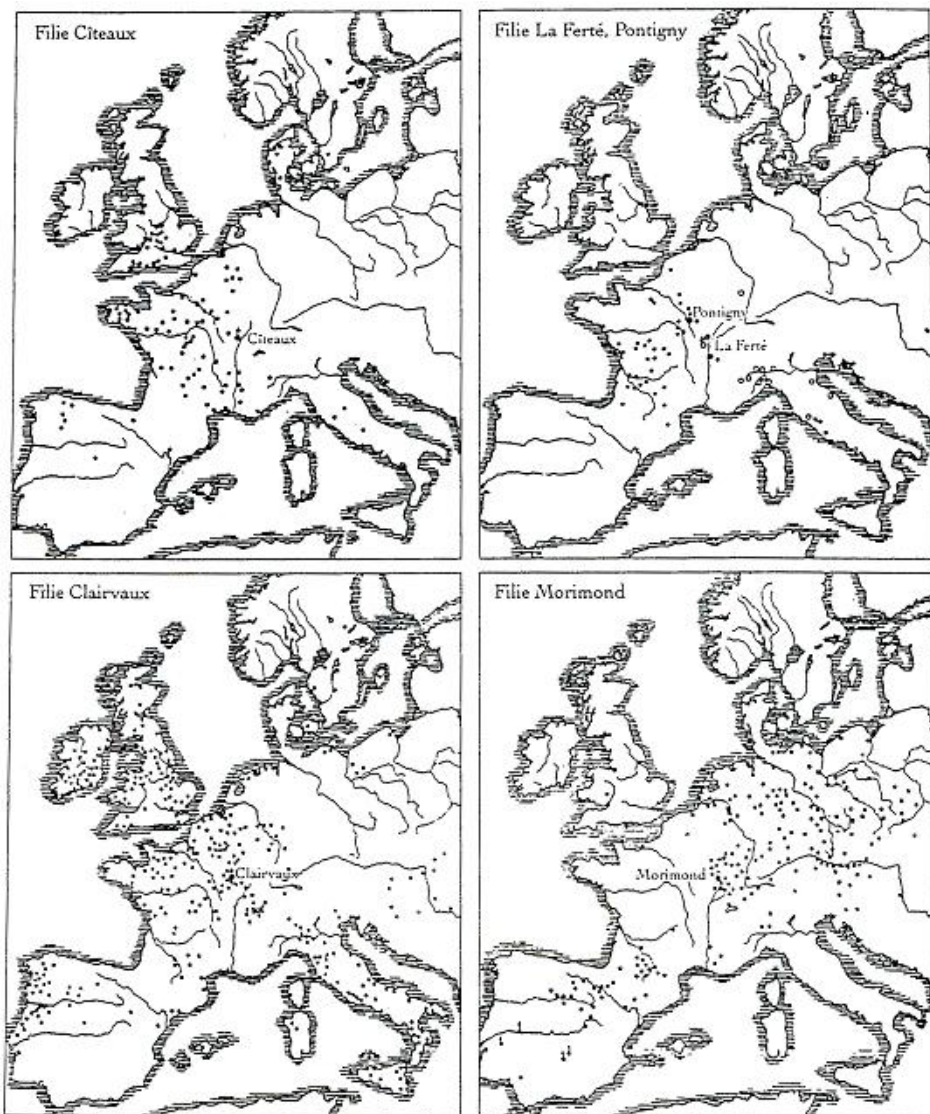 Filie Cîteaux
Cîteaux
Filie La Ferté, Pontigny
Pontigny
La Ferté
Filie Clairvaux
Clairvaux
Filie Morimond
Morimond